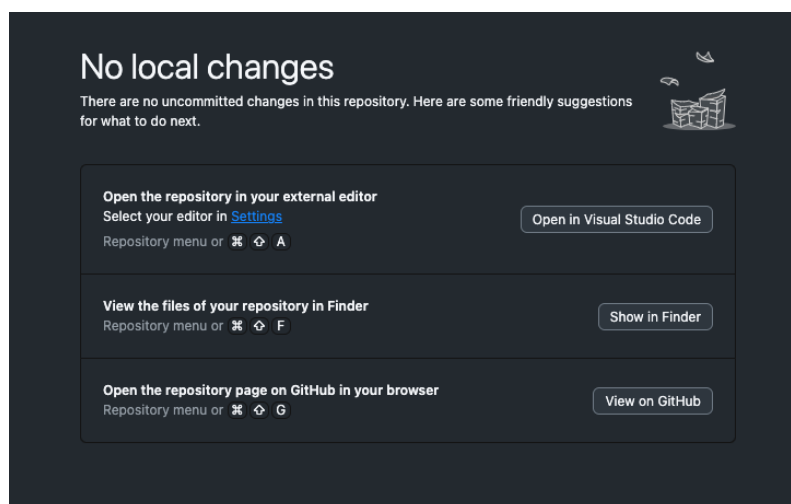 No local changes
There are no uncommitted changes in this repository. Here are some friendly suggestions
for what to do next.
Open the repository in your external editor
Select your editor in Settings
Open in Visual Studio Code
Repository menu or ⌘ ⇧ A
View the files of your repository in Finder
Repository menu or ⌘ ⇧ F
Show in Finder
Open the repository page on GitHub in your browser
Repository menu or ⌘ ⇧ G
View on GitHub